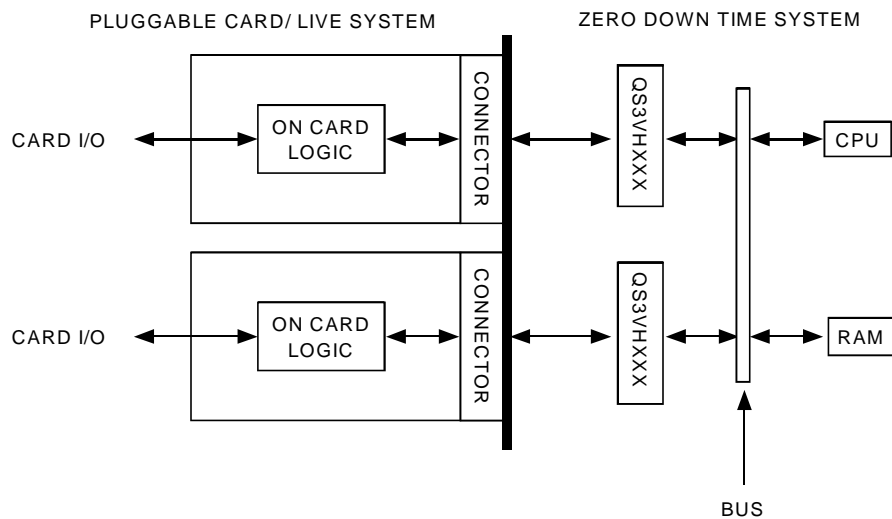 PLUGGABLE CARD/ LIVE SYSTEM
ZERO DOWN TIME SYSTEM
CARD I/O
ON CARD
LOGIC
CONNECTOR
QS3VHXXX
CPU
CARD I/O
ON CARD
LOGIC
CONNECTOR
QS3VHXXX
RAM
BUS